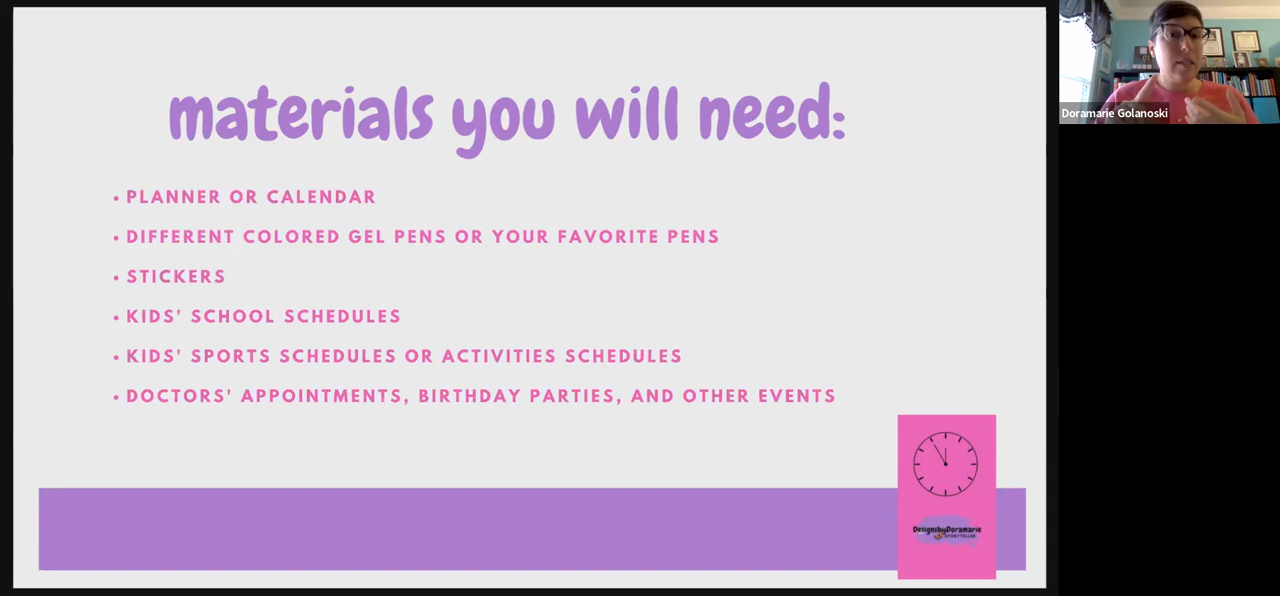 materials you will need:
• PLANNER OR CALENDAR
• DIFFERENT COLORED GEL PENS OR YOUR FAVORITE PENS
• STICKERS
• KIDS' SCHOOL SCHEDULES
• KIDS' SPORTS SCHEDULES OR ACTIVITIES SCHEDULES
• DOCTORS' APPOINTMENTS, BIRTHDAY PARTIES, AND OTHER EVENTS
DesignsbyDoramarie
STORYTELLER
Doramarie Golanoski